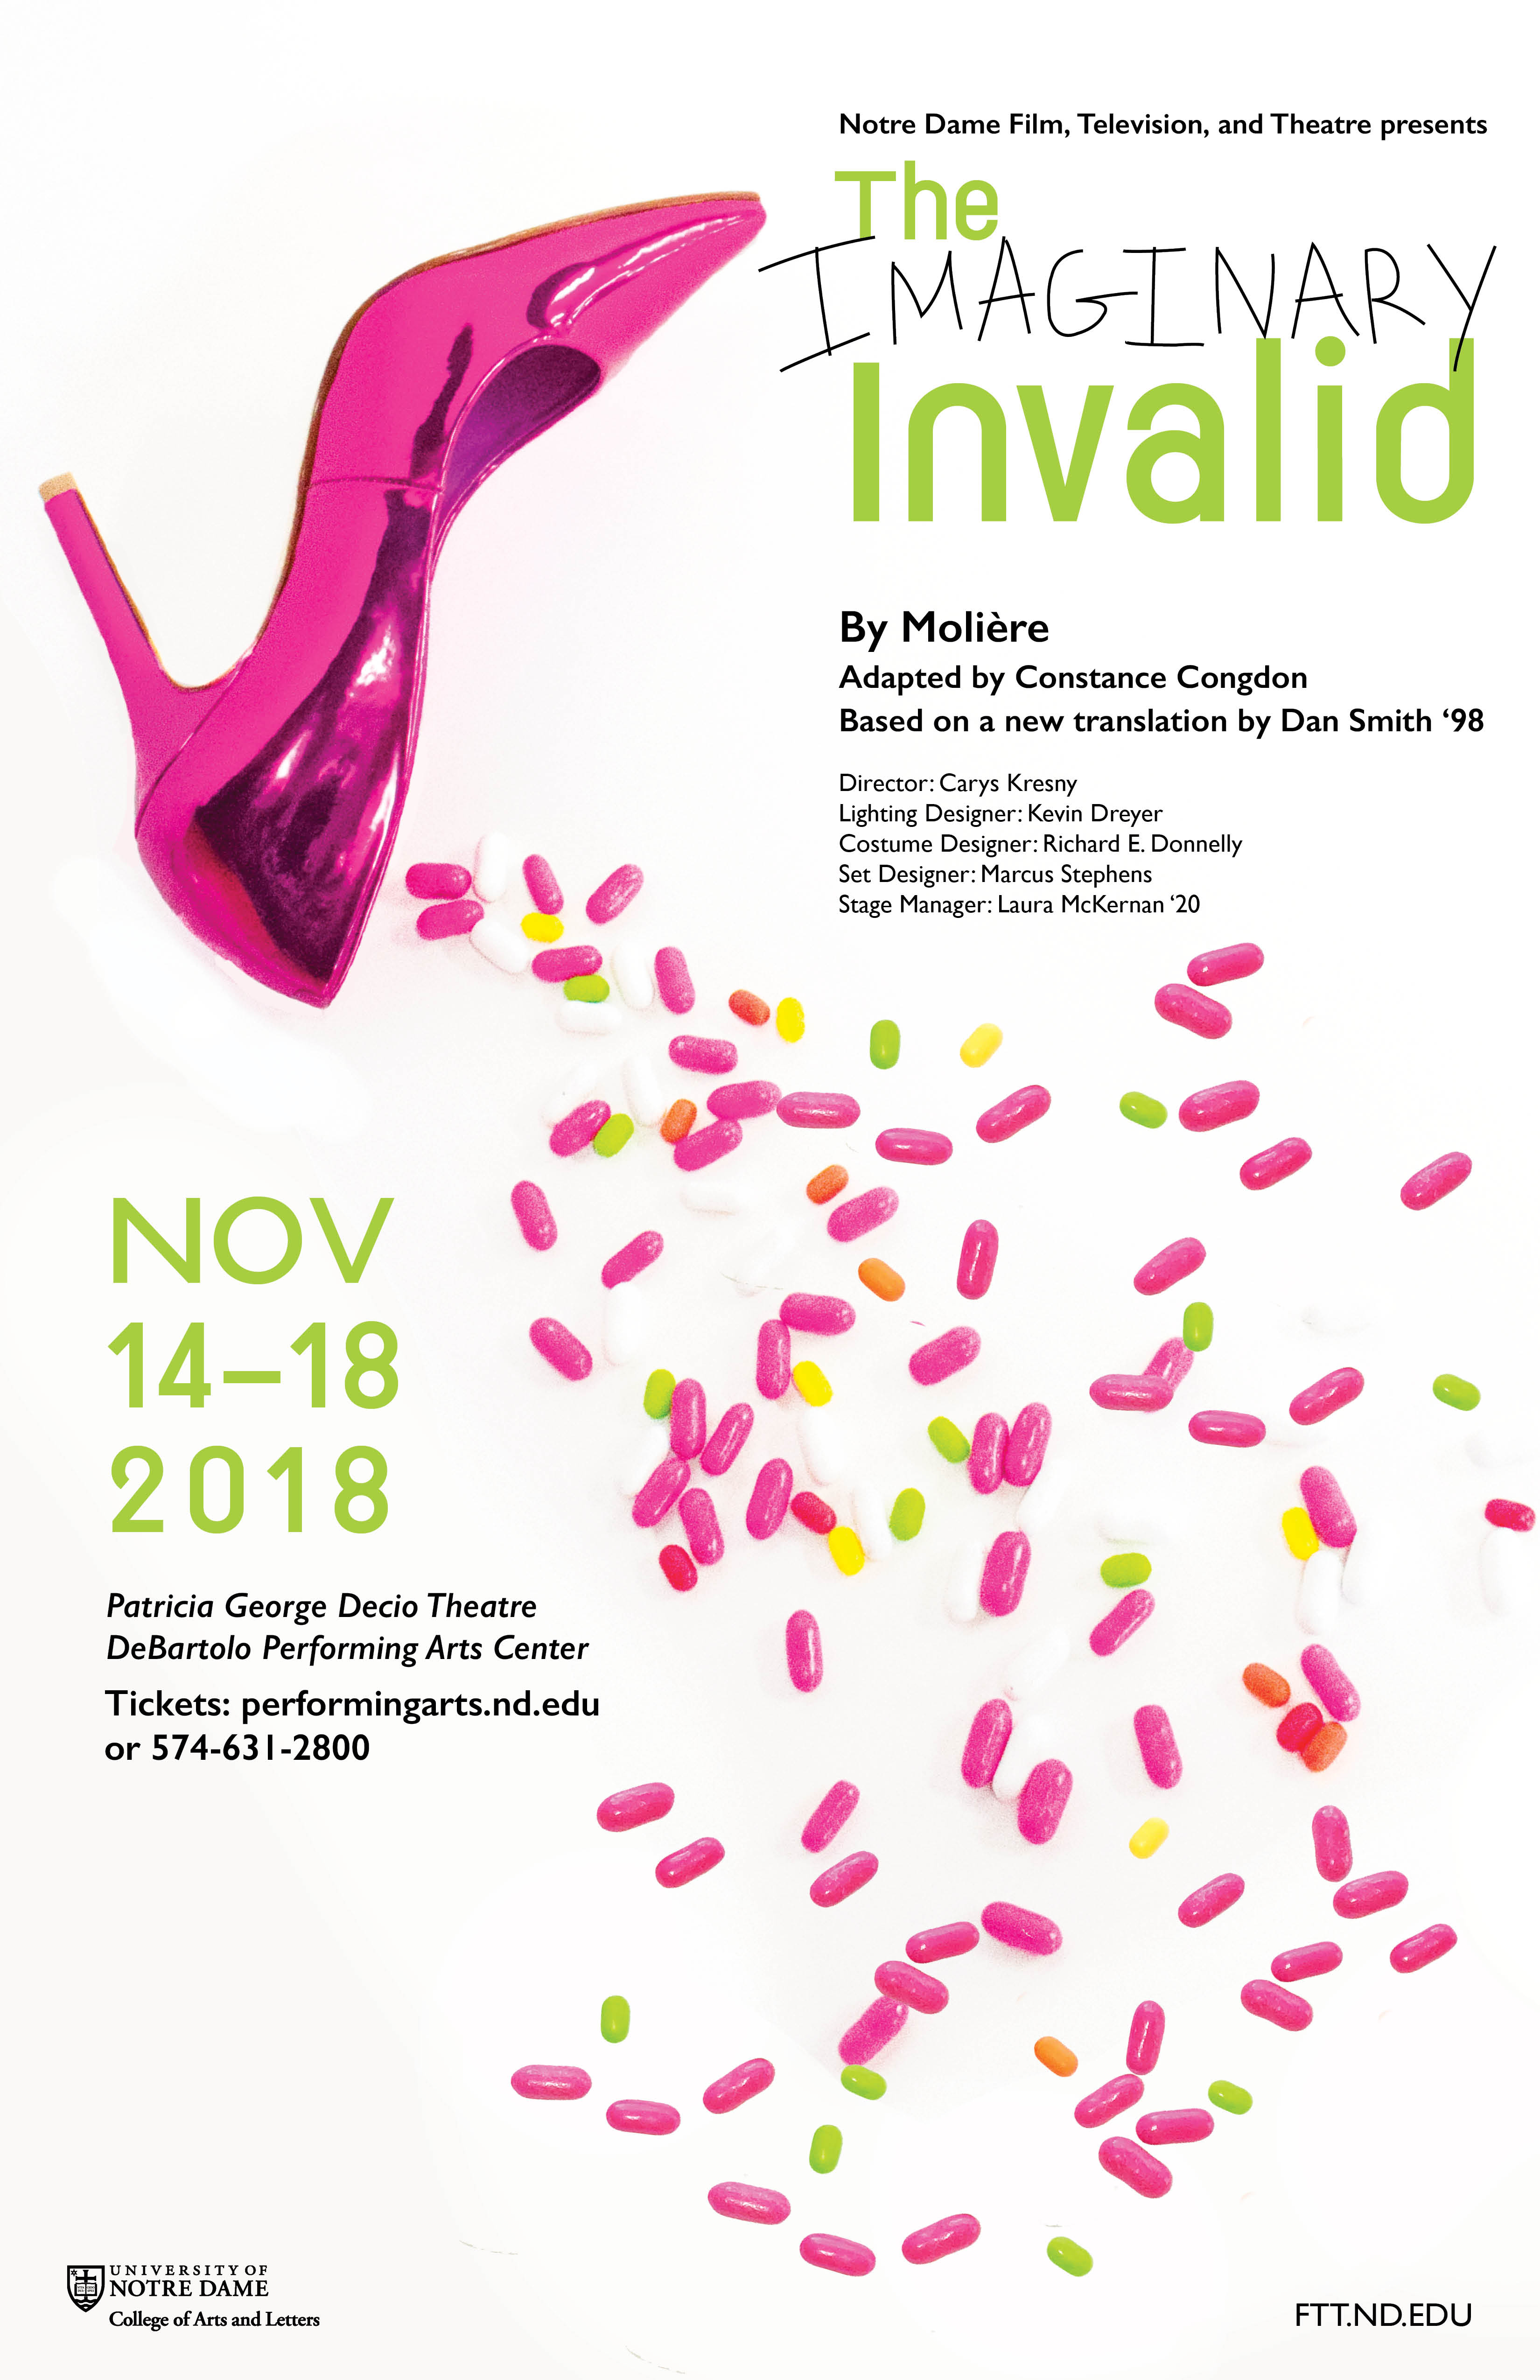 Notre Dame Film, Television, and Theatre presents
The
IMAGINARY
Invalid
By Molière
Adapted by Constance Congdon
Based on a new translation by Dan Smith ‘98
Director: Carys Kresny
Lighting Designer: Kevin Dreyer
Costume Designer: Richard E. Donnelly
Set Designer: Marcus Stephens
Stage Manager: Laura McKernan ‘20
NOV
14–18
2018
Patricia George Decio Theatre
DeBartolo Performing Arts Center
Tickets: performingarts.nd.edu
or 574-631-2800
UNIVERSITY OF
NOTRE DAME
College of Arts and Letters
FTT.ND.EDU